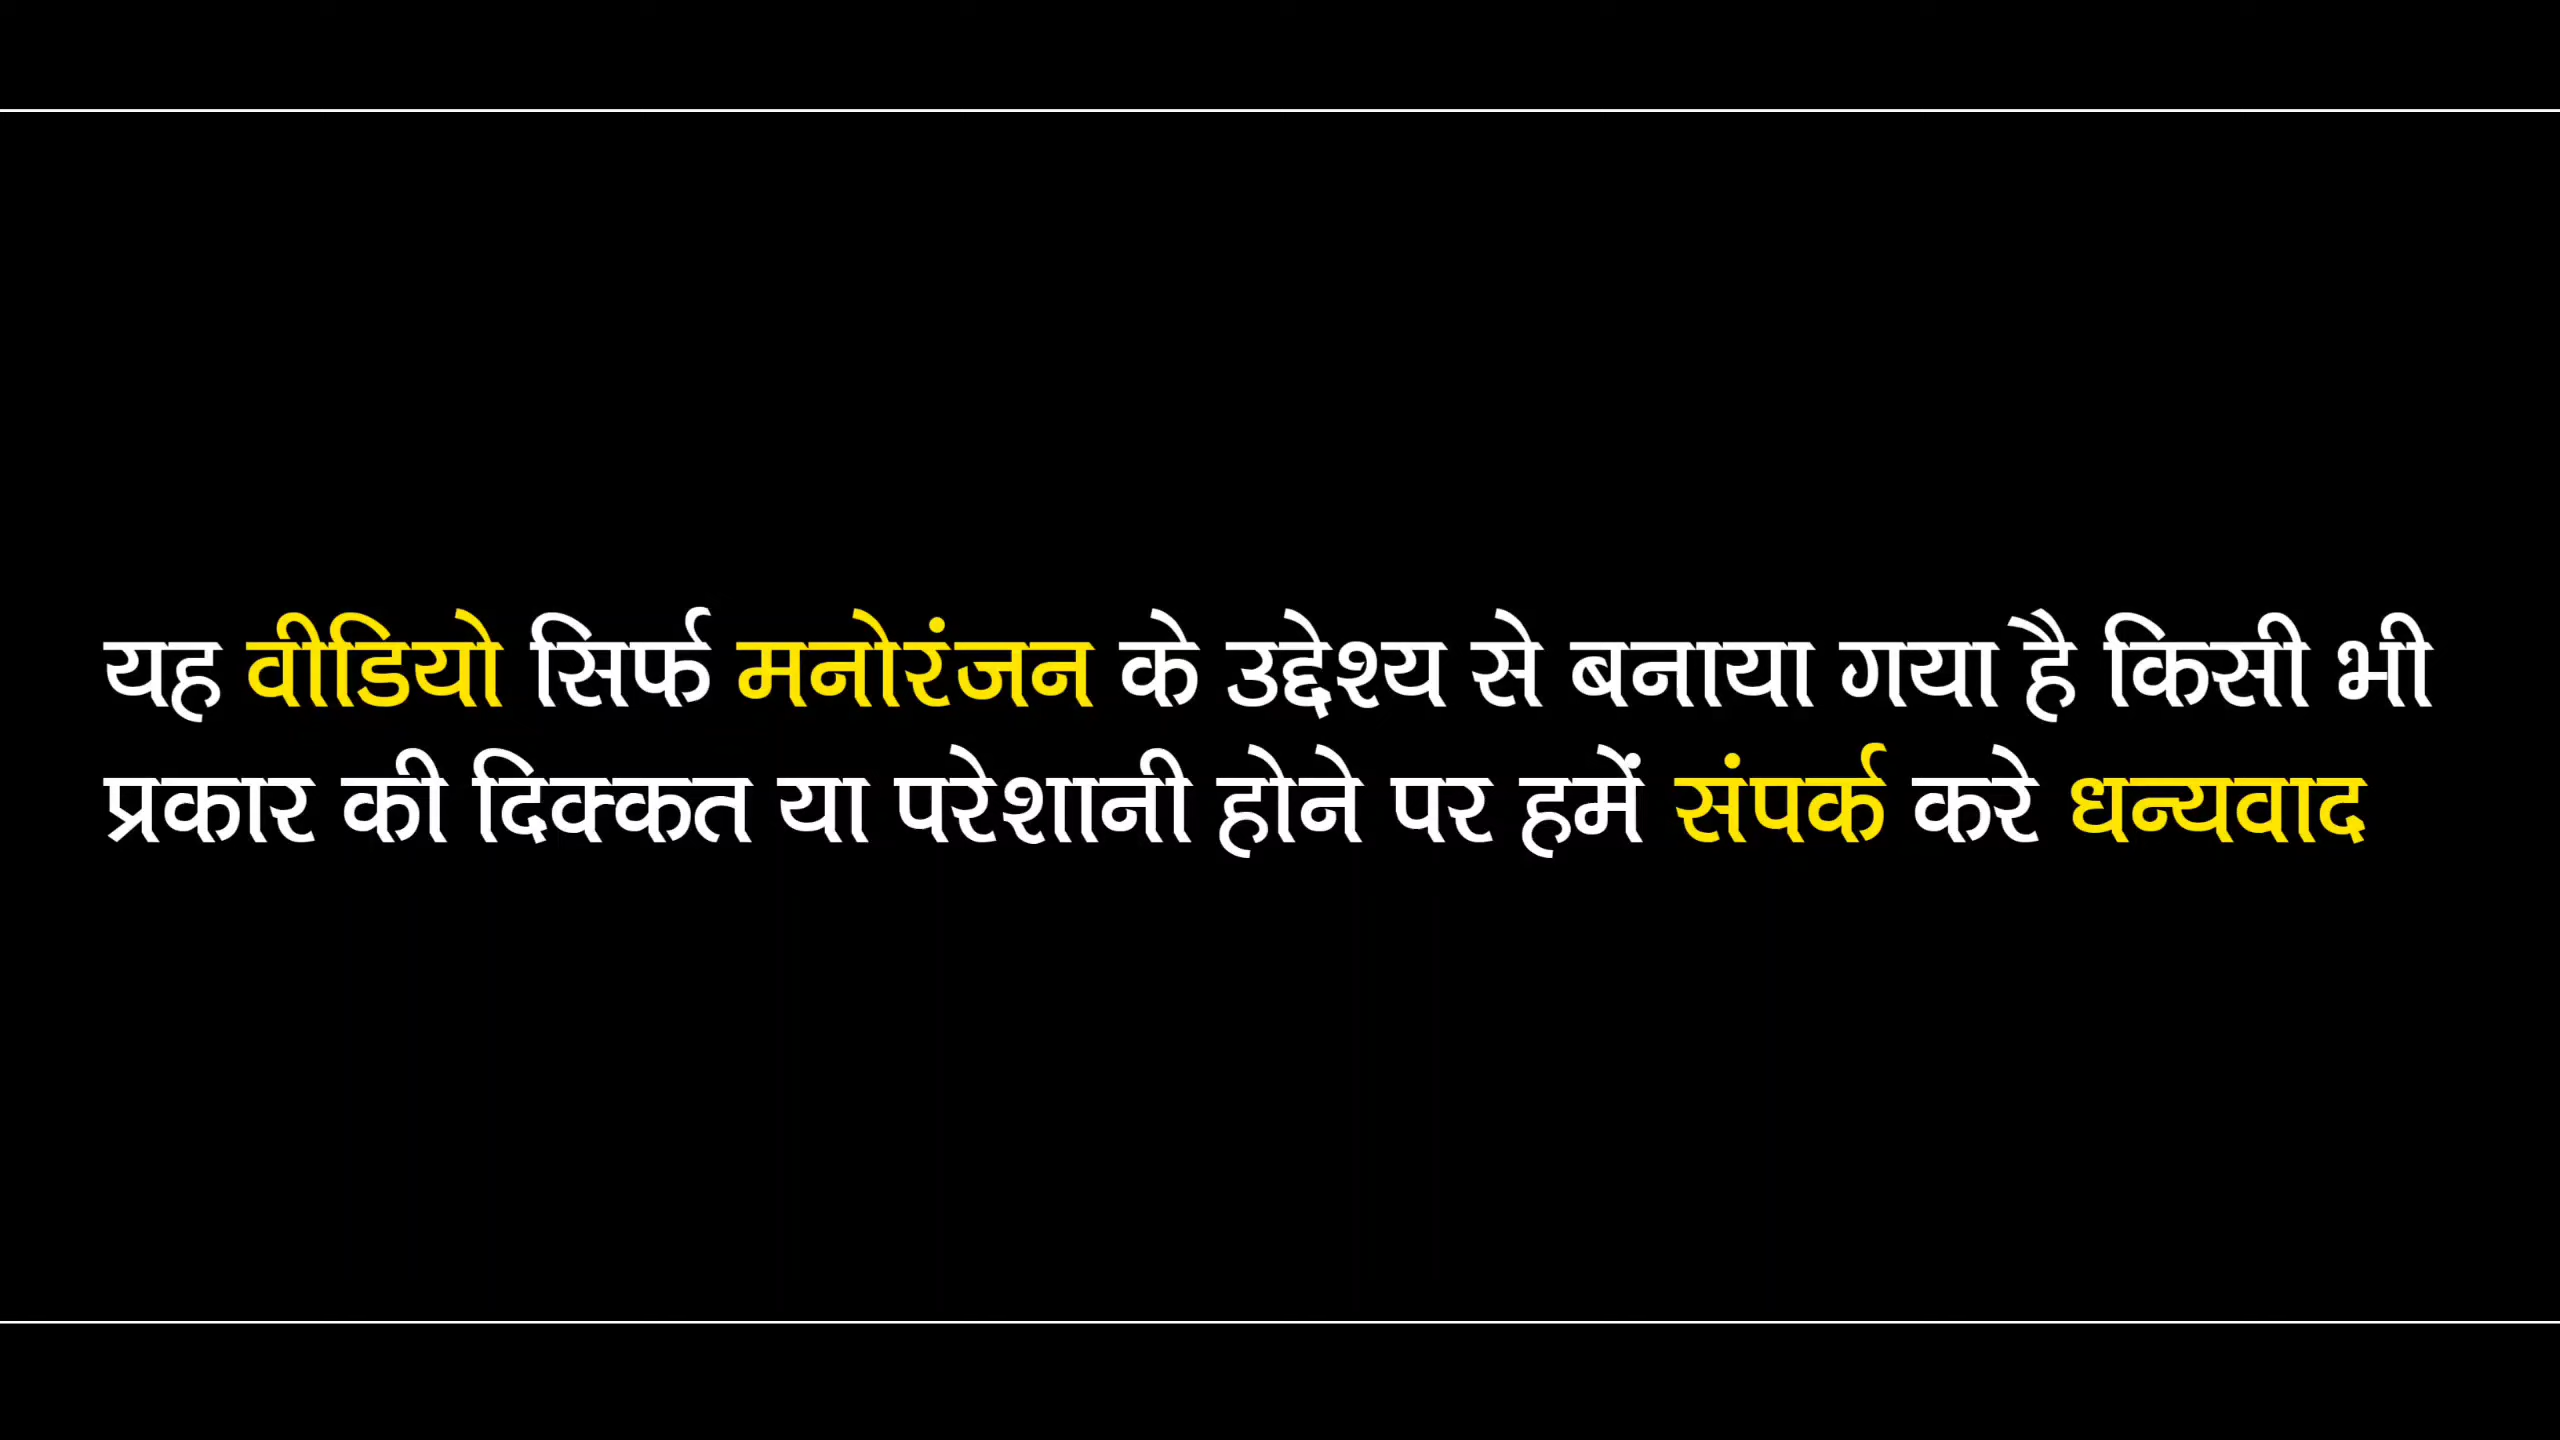 यह वीडियो सिर्फ मनोरंजन के उद्देश्य से बनाया गया है किसी भी
प्रकार की दिक्कत या परेशानी होने पर हमें संपर्क करे धन्यवाद